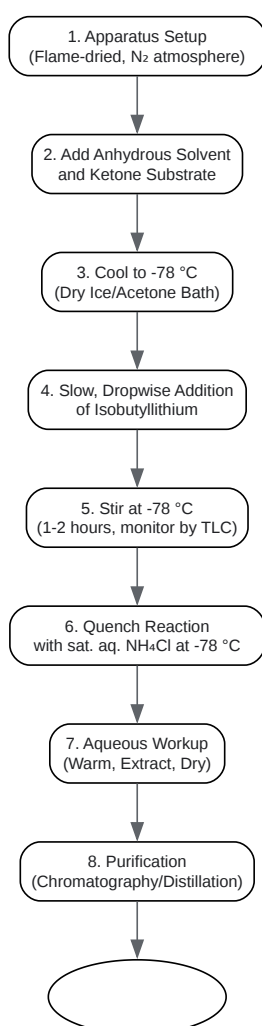 1. Apparatus Setup
(Flame-dried, N₂ atmosphere)
2. Add Anhydrous Solvent
and Ketone Substrate
3. Cool to -78 °C
(Dry Ice/Acetone Bath)
4. Slow, Dropwise Addition
of Isobutyllithium
5. Stir at -78 °C
(1-2 hours, monitor by TLC)
6. Quench Reaction
with sat. aq. NH₄Cl at -78 °C
7. Aqueous Workup
(Warm, Extract, Dry)
8. Purification
(Chromatography/Distillation)